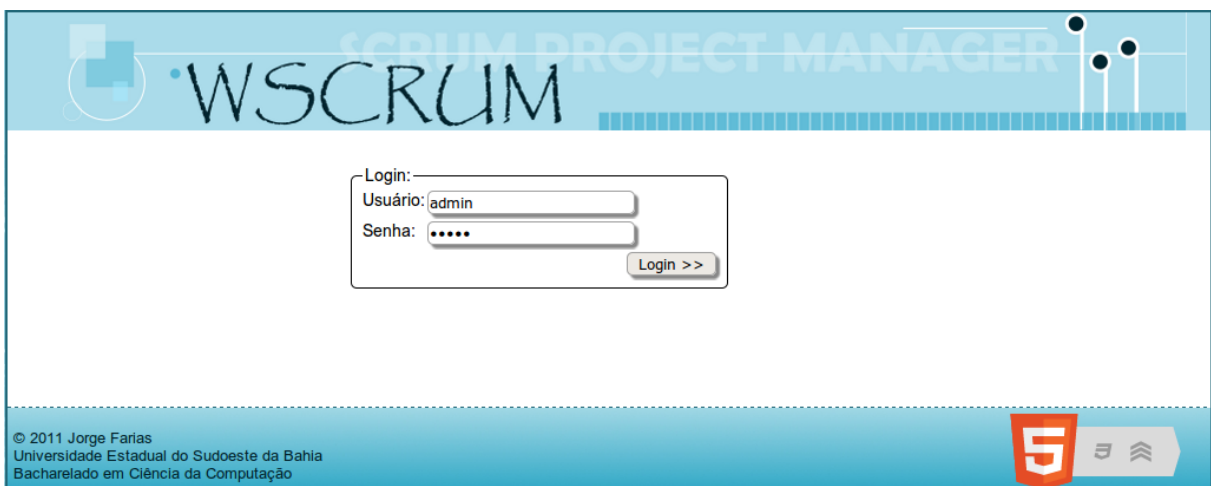 SCRUM PROJECT MANAGER
WSCRUM
Login:
Usuário: admin
Senha: •••••
Login >>
© 2011 Jorge Farias
Universidade Estadual do Sudoeste da Bahia
Bacharelado em Ciência da Computação